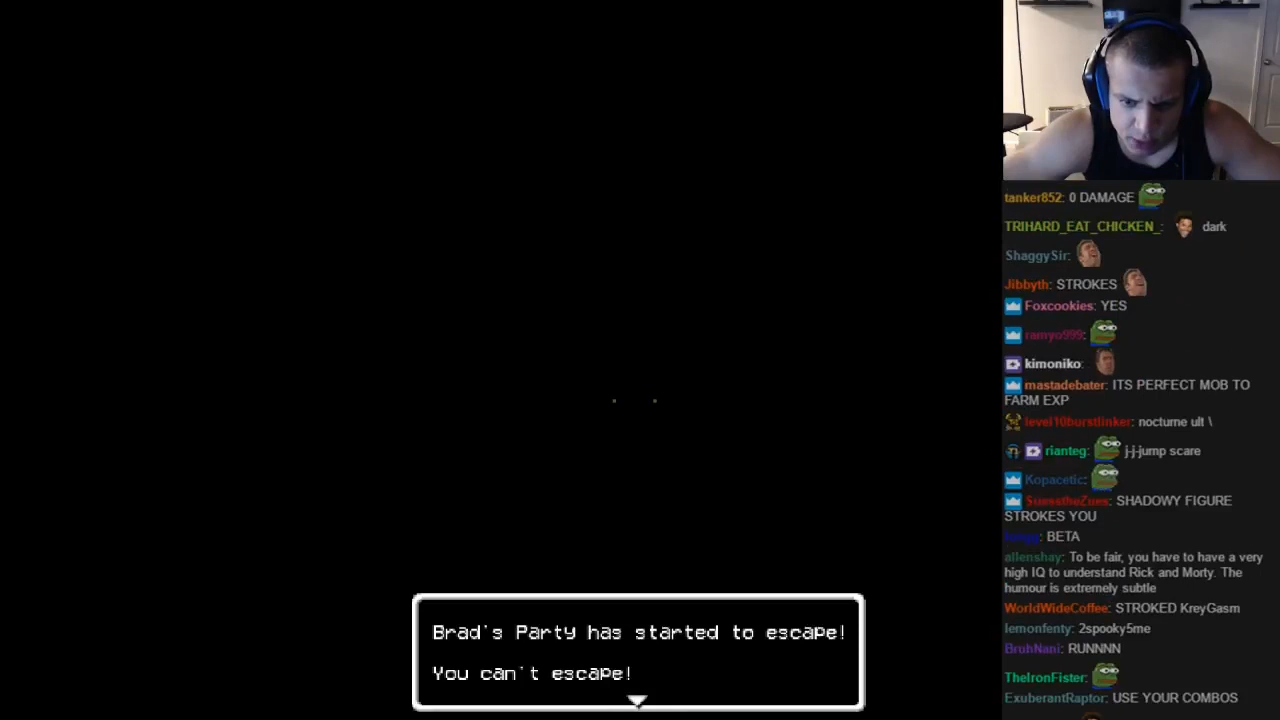 tanker852: 0 DAMAGE
TRIHARD_EAT_CHICKEN_: dark
ShaggySir:
Jibbyth: STROKES
Foxcookies: YES
ramyo999:
kimoniko:
mastadebater: ITS PERFECT MOB TO
FARM EXP
level10burstlinker: nocturne ult \
rianteg: j-j-jump scare
Kopacetic:
SuesstheZues: SHADOWY FIGURE
STROKES YOU
: BETA
allenshay: To be fair, you have to have a very
high IQ to understand Rick and Morty. The
humour is extremely subtle
WorldWideCoffee: STROKED KreyGasm
lemonfenty: 2spooky5me
BruhNani: RUNNNN
TheIronFister:
ExuberantRaptor: USE YOUR COMBOS
Brad's Party has started to escape!
You can't escape!